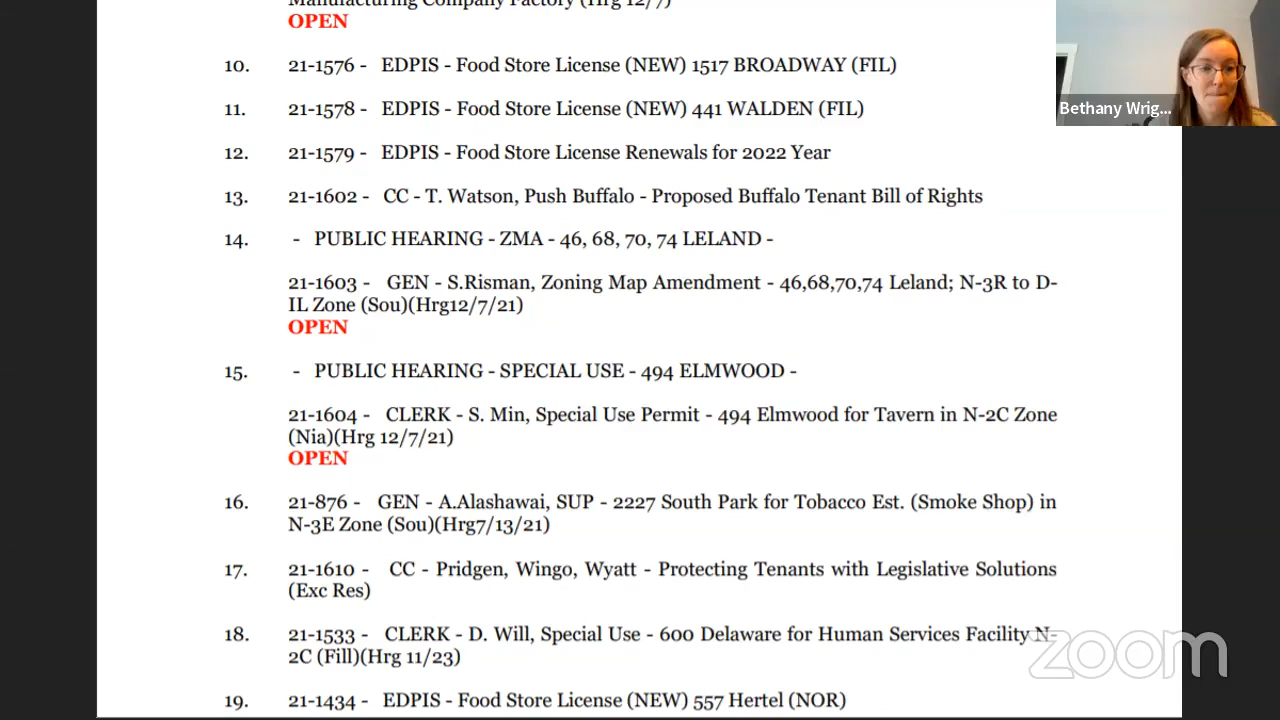 Manufacturing Company Factory (Hrg 12/7)
OPEN
10. 21-1576 - EDPIS - Food Store License (NEW) 1517 BROADWAY (FIL)
11. 21-1578 - EDPIS - Food Store License (NEW) 441 WALDEN (FIL)
12. 21-1579 - EDPIS - Food Store License Renewals for 2022 Year
13. 21-1602 - CC - T. Watson, Push Buffalo - Proposed Buffalo Tenant Bill of Rights
14. - PUBLIC HEARING - ZMA - 46, 68, 70, 74 LELAND -
21-1603 - GEN - S.Risman, Zoning Map Amendment - 46,68,70,74 Leland; N-3R to D-
IL Zone (Sou)(Hrg12/7/21)
OPEN
15. - PUBLIC HEARING - SPECIAL USE - 494 ELMWOOD -
21-1604 - CLERK - S. Min, Special Use Permit - 494 Elmwood for Tavern in N-2C Zone
(Nia)(Hrg 12/7/21)
OPEN
16. 21-876 - GEN - A.Alashawai, SUP - 2227 South Park for Tobacco Est. (Smoke Shop) in
N-3E Zone (Sou)(Hrg7/13/21)
17. 21-1610 - CC - Pridgen, Wingo, Wyatt - Protecting Tenants with Legislative Solutions
(Exc Res)
18. 21-1533 - CLERK - D. Will, Special Use - 600 Delaware for Human Services Facility N-
2C (Fill)(Hrg 11/23)
19. 21-1434 - EDPIS - Food Store License (NEW) 557 Hertel (NOR)
Bethany Wrig...
zoom